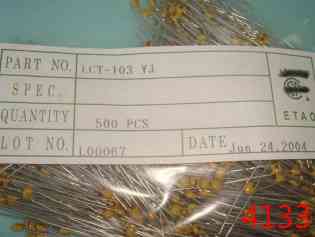 PART NO. LCT-103 YJ
SPEC.
QUANTITY 500 PCS
ETAC
LOT NO. L00067 DATE Jun.24.2004
4133